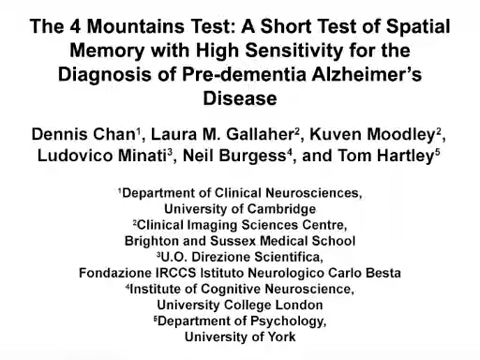 The 4 Mountains Test: A Short Test of Spatial
Memory with High Sensitivity for the
Diagnosis of Pre-dementia Alzheimer's
Disease
Dennis Chan¹, Laura M. Gallaher², Kuven Moodley²,
Ludovico Minati³, Neil Burgess⁴, and Tom Hartley⁵
¹Department of Clinical Neurosciences,
University of Cambridge
²Clinical Imaging Sciences Centre,
Brighton and Sussex Medical School
³U.O. Direzione Scientifica,
Fondazione IRCCS Istituto Neurologico Carlo Besta
⁴Institute of Cognitive Neuroscience,
University College London
⁵Department of Psychology,
University of York